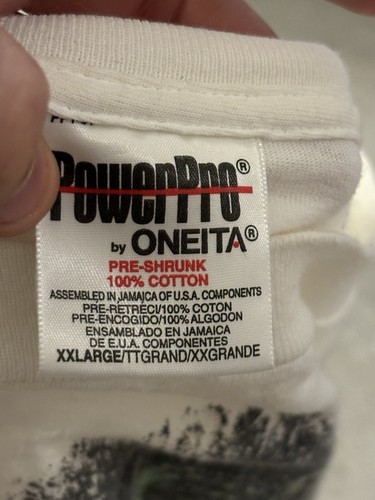 PowerPro®
by ONEITA®
PRE-SHRUNK
100% COTTON
ASSEMBLED IN JAMAICA OF U.S.A. COMPONENTS
PRE-RETRÉCI/100% COTON
PRE-ENCOGIDO/100% ALGODON
ENSAMBLADO EN JAMAICA
DE E.U.A. COMPONENTES
XXLARGE/TTGRAND/XXGRANDE